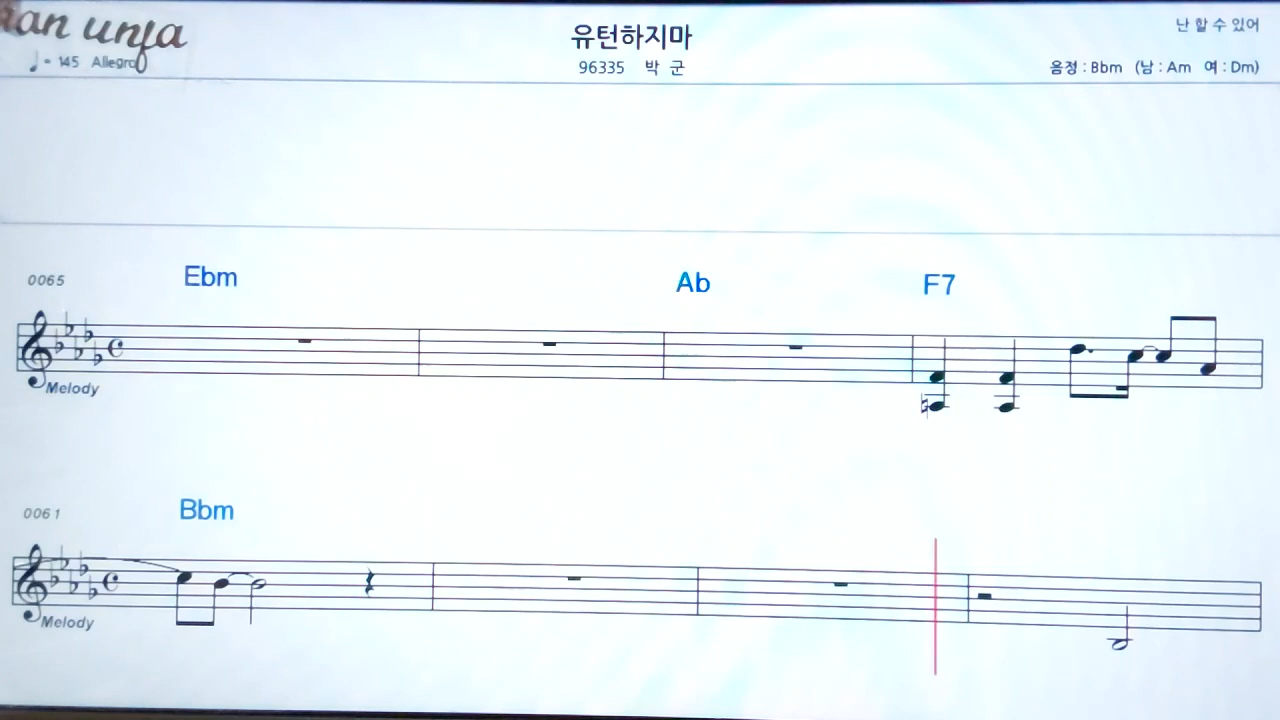 유턴하지마
난 할 수 있어
♩= 145 Allegro
96335 박 군
음정 : Bbm (남 : Am 여 : Dm)
0065
Ebm Ab F7
Melody
0061
Bbm
Melody